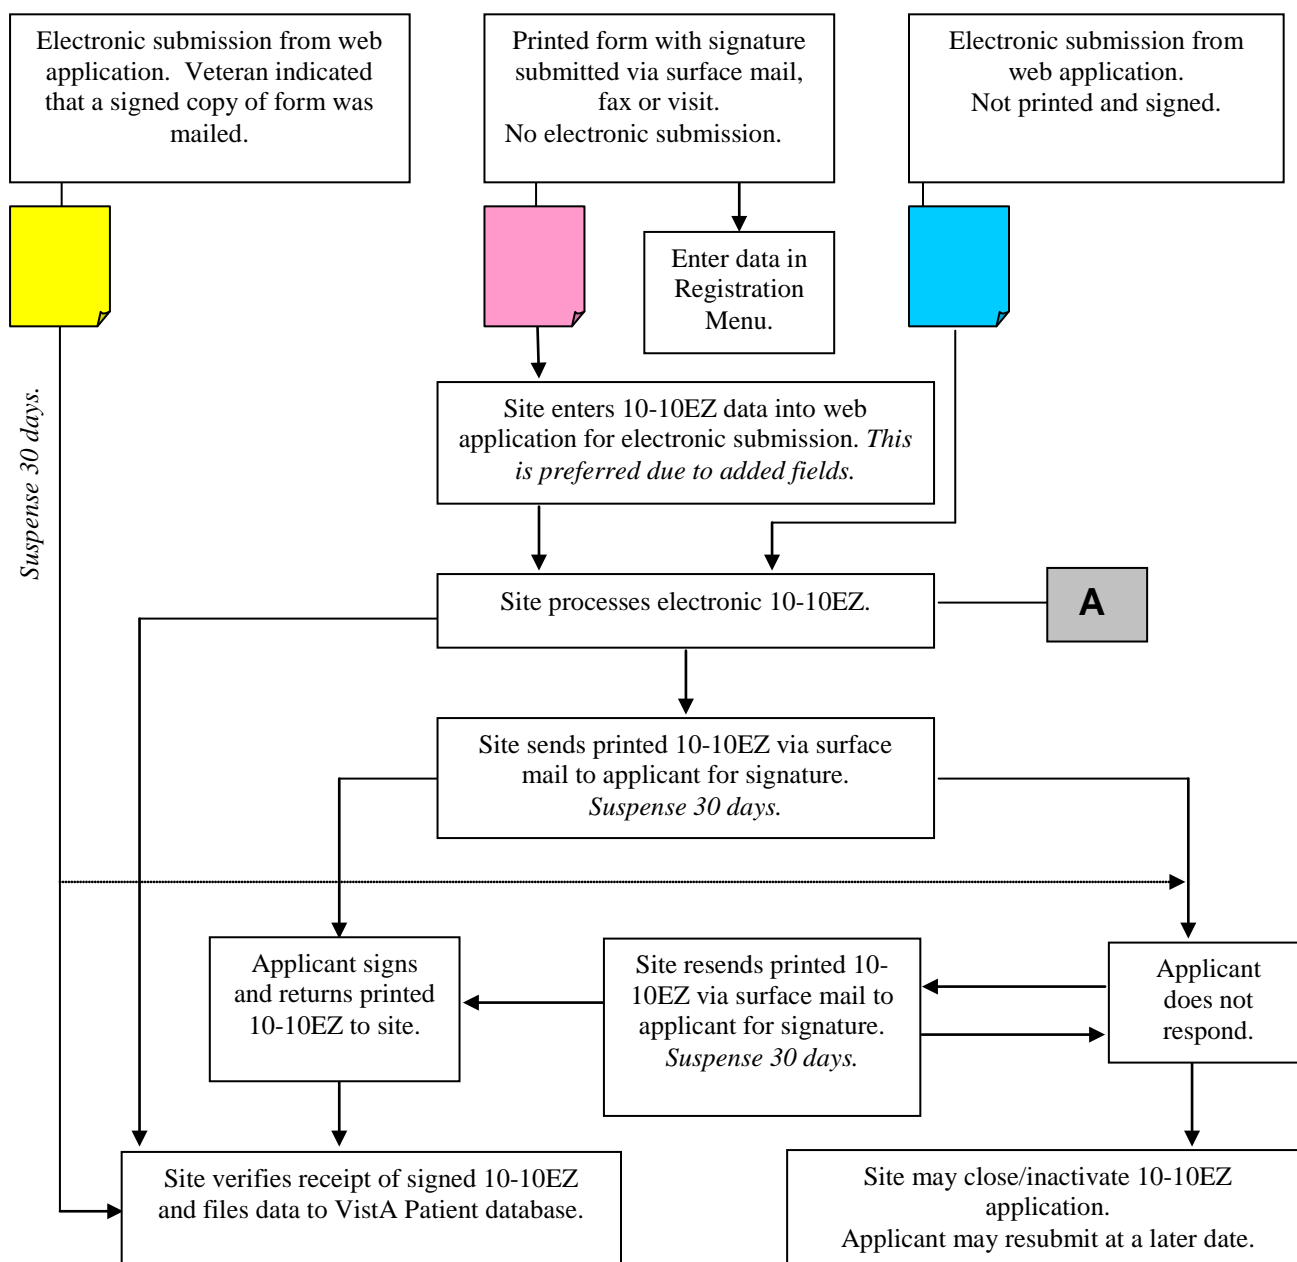 Electronic submission from web
application.  Veteran indicated
that a signed copy of form was
mailed.
Printed form with signature
submitted via surface mail,
fax or visit.
No electronic submission.
Electronic submission from
web application.
Not printed and signed.
Enter data in
Registration
Menu.
Suspense 30 days.
Site enters 10-10EZ data into web
application for electronic submission. This
is preferred due to added fields.
Site processes electronic 10-10EZ.
A
Site sends printed 10-10EZ via surface
mail to applicant for signature.
Suspense 30 days.
Applicant signs
and returns printed
10-10EZ to site.
Site resends printed 10-
10EZ via surface mail to
applicant for signature.
Suspense 30 days.
Applicant
does not
respond.
Site verifies receipt of signed 10-10EZ
and files data to VistA Patient database.
Site may close/inactivate 10-10EZ
application.
Applicant may resubmit at a later date.